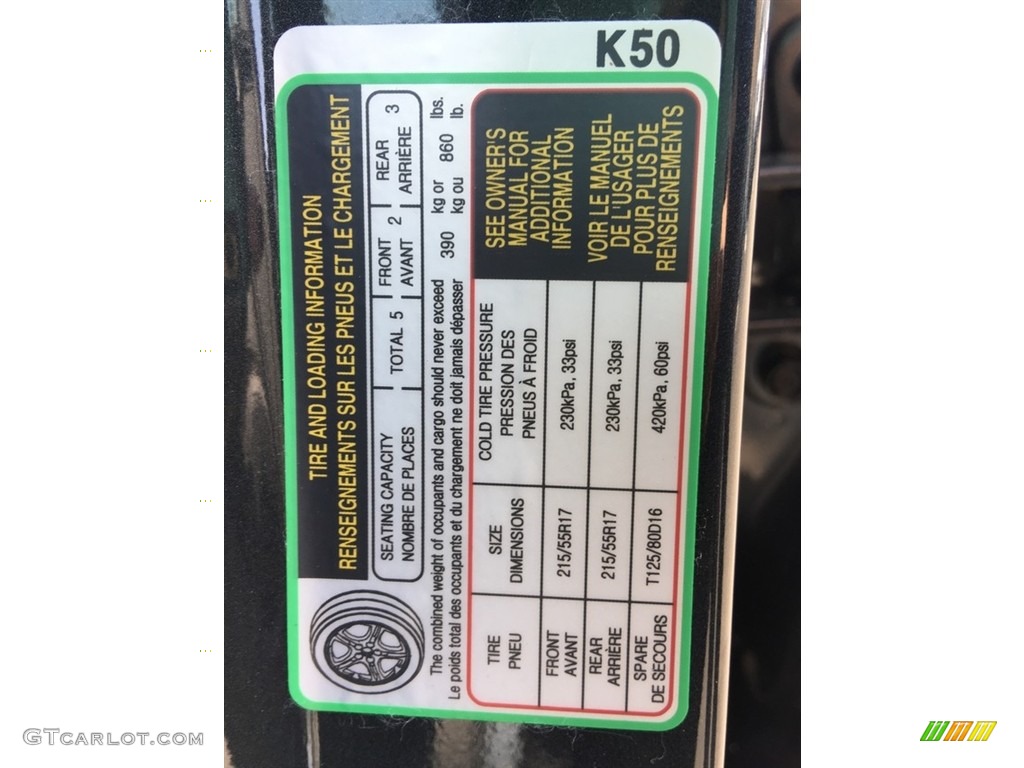 K50
TIRE AND LOADING INFORMATION
RENSEIGNEMENTS SUR LES PNEUS ET LE CHARGEMENT
SEATING CAPACITY
NOMBRE DE PLACES
TOTAL 5
FRONT
AVANT 2
REAR
ARRIÈRE 3
The combined weight of occupants and cargo should never exceed 390 kg or 860 lbs.
Le poids total des occupants et du chargement ne doit jamais dépasser kg ou lb.
TIRE
PNEU
SIZE
DIMENSIONS
COLD TIRE PRESSURE
PRESSION DES
PNEUS À FROID
FRONT
AVANT
215/55R17
230kPa, 33psi
REAR
ARRIÈRE
215/55R17
230kPa, 33psi
SPARE
DE SECOURS
T125/80D16
420kPa, 60psi
SEE OWNER'S
MANUAL FOR
ADDITIONAL
INFORMATION
VOIR LE MANUEL
DE L'USAGER
POUR PLUS DE
RENSEIGNEMENTS
GTCarlot.com